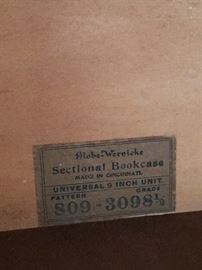 Globe-Wernicke
Sectional Bookcase
MADE IN CINCINNATI
UNIVERSAL 9 INCH UNIT
PATTERN GRADE
809-3098½